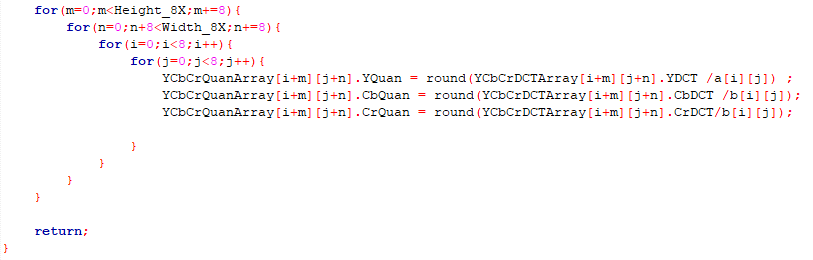 for(m=0;m<Height_8X;m+=8){
for(n=0;n+8<Width_8X;n+=8){
for(i=0;i<8;i++){
for(j=0;j<8;j++){
YCbCrQuanArray[i+m][j+n].YQuan = round(YCbCrDCTArray[i+m][j+n].YDCT /a[i][j]) ;
YCbCrQuanArray[i+m][j+n].CbQuan = round(YCbCrDCTArray[i+m][j+n].CbDCT /b[i][j]);
YCbCrQuanArray[i+m][j+n].CrQuan = round(YCbCrDCTArray[i+m][j+n].CrDCT/b[i][j]);
}
}
}
}
return;
}